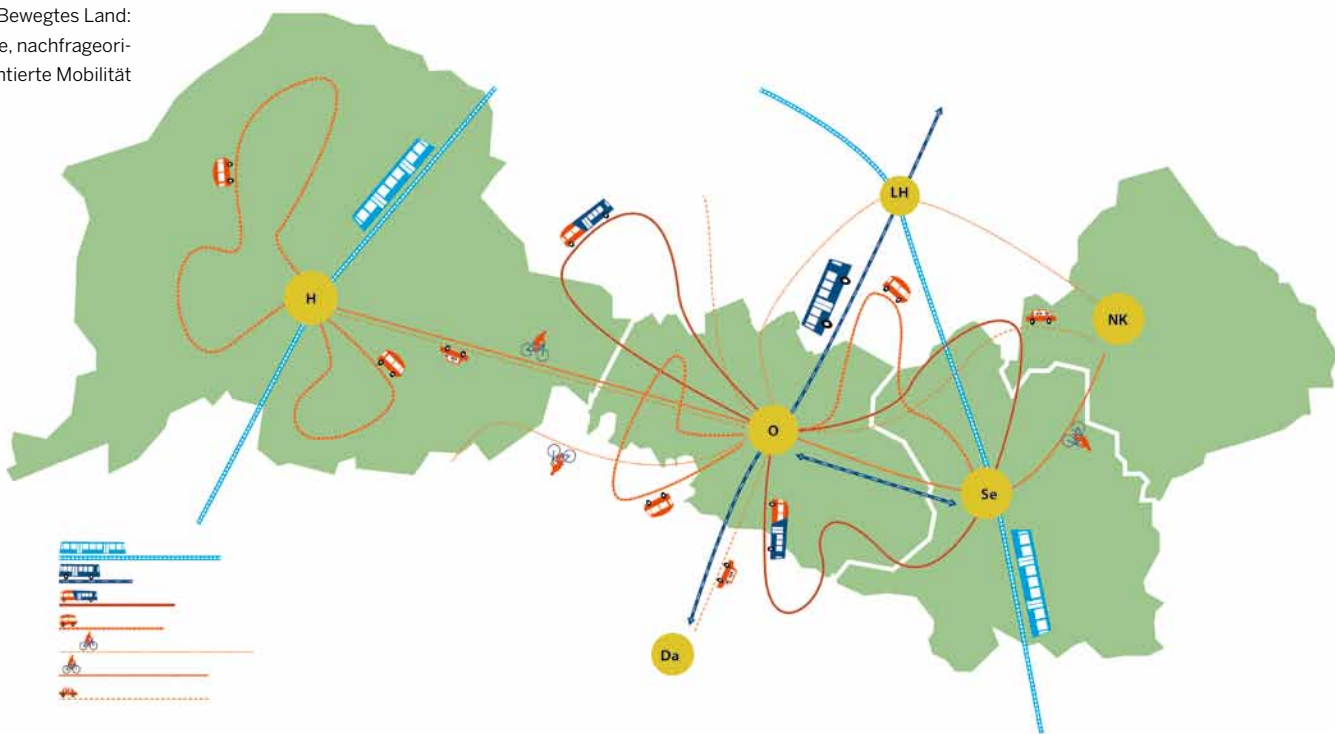 Bewegtes Land:
e, nachfrageori-
ntierte Mobilität
LH
H
NK
O
Se
Da